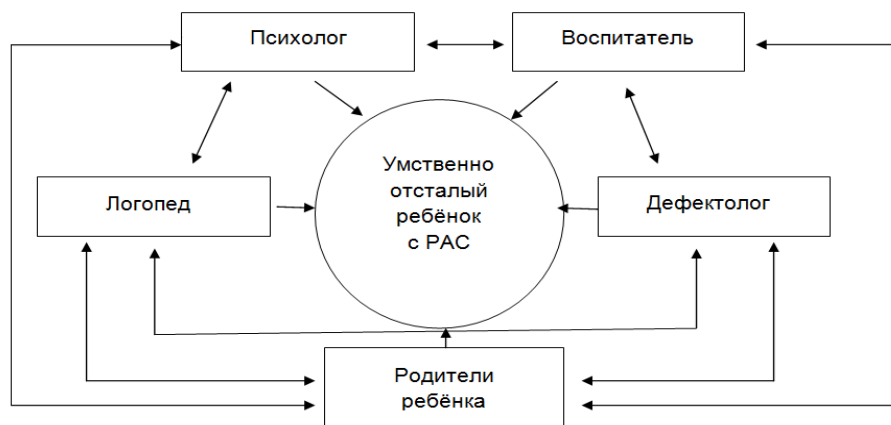 Психолог
Воспитатель
Умственно
отсталый
ребёнок
с РАС
Логопед
Дефектолог
Родители
ребёнка